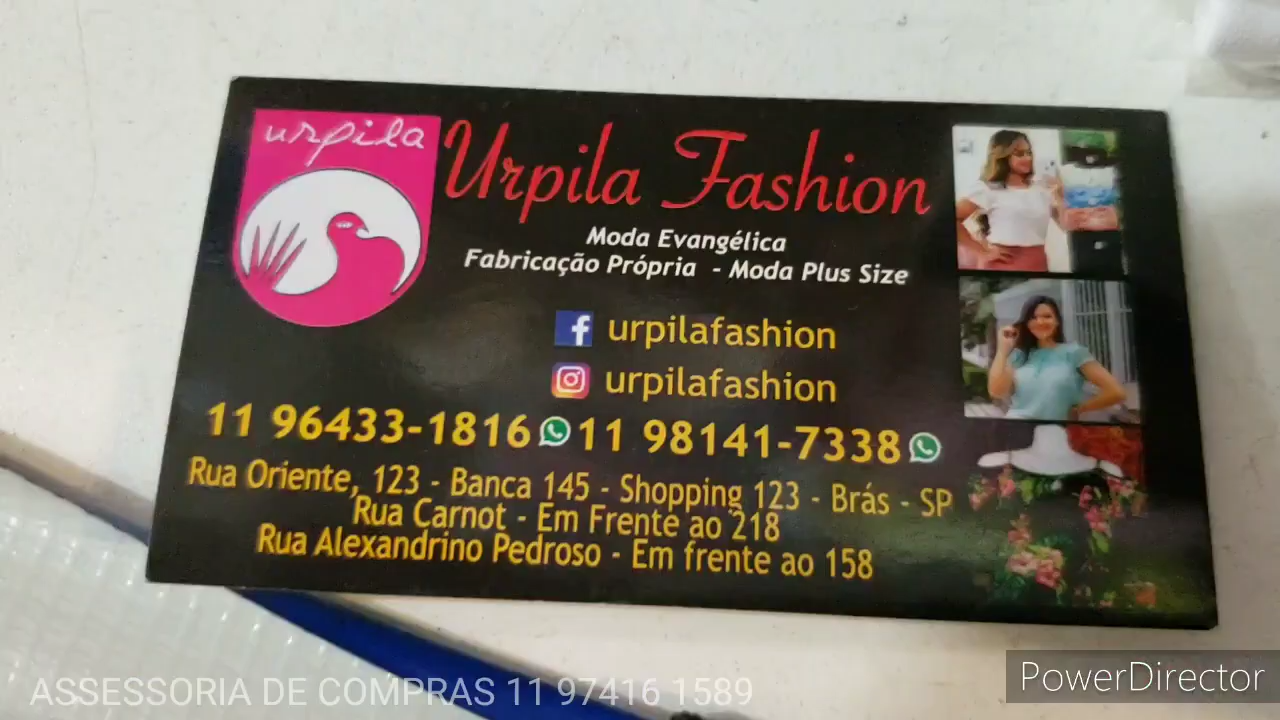 urpila
Urpila Fashion
Moda Evangélica
Fabricação Própria - Moda Plus Size
urpilafashion
urpilafashion
11 96433-1816 11 98141-7338
Rua Oriente, 123 - Banca 145 - Shopping 123 - Brás - SP
Rua Carnot - Em Frente ao 218
Rua Alexandrino Pedroso - Em frente ao 158
ASSESSORIA DE COMPRAS 11 97416 1589
PowerDirector